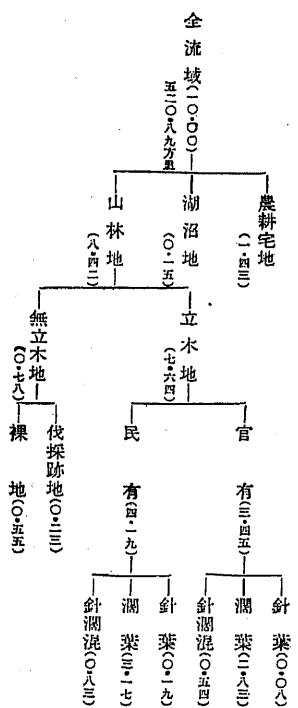 全流域(一〇・〇〇)
五二〇・八九方里
農耕宅地
(一・四三)
湖沼地
(〇・一五)
山林地
(八・四二)
立木地
(七・六四)
無立木地
(〇・七八)
官有(三・四五)
民有(四・一九)
伐採跡地(〇・二三)
裸地(〇・五五)
針葉(〇・〇八)
濶葉(二・八三)
針濶混(〇・五四)
針葉(〇・一九)
濶葉(三・一七)
針濶混(〇・八三)